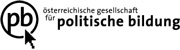 pb
österreichische gesellschaft
für politische bildung